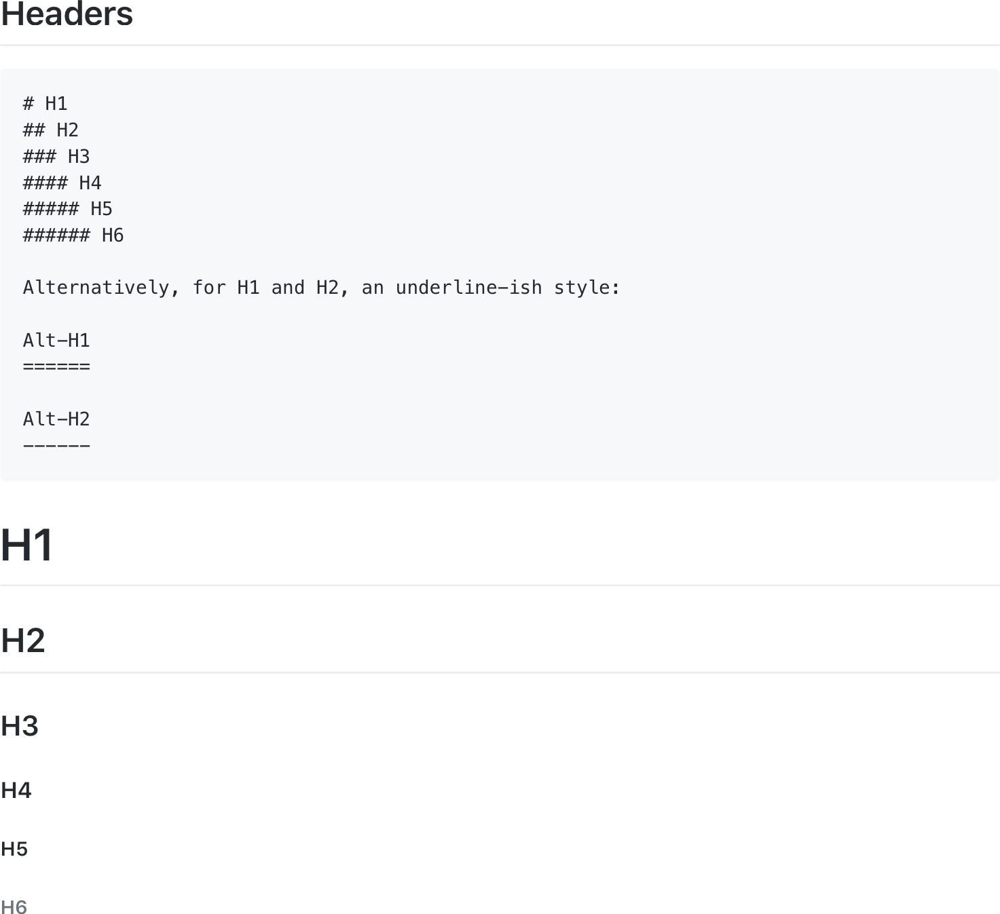 Headers
# H1
## H2
### H3
#### H4
##### H5
###### H6
Alternatively, for H1 and H2, an underline-ish style:
Alt-H1
======
Alt-H2
------
H1
H2
H3
H4
H5
H6